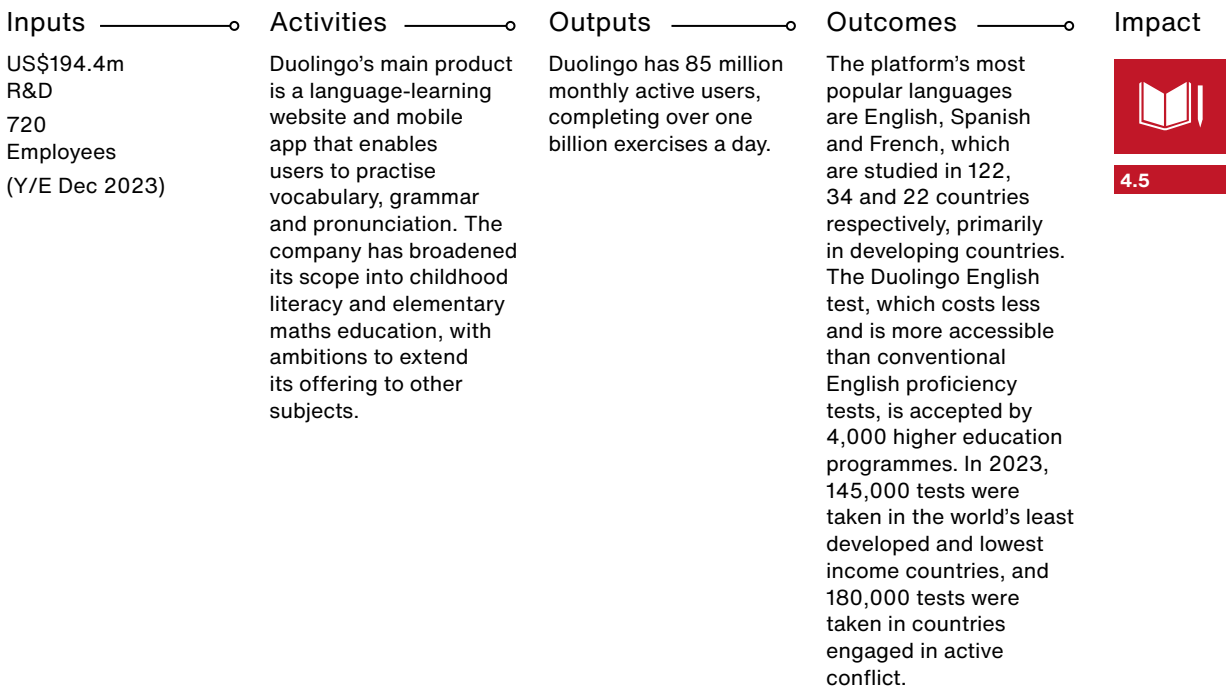 Inputs
US$194.4m
R&D
720
Employees
(Y/E Dec 2023)
Activities
Duolingo's main product
is a language-learning
website and mobile
app that enables
users to practise
vocabulary, grammar
and pronunciation. The
company has broadened
its scope into childhood
literacy and elementary
maths education, with
ambitions to extend
its offering to other
subjects.
Outputs
Duolingo has 85 million
monthly active users,
completing over one
billion exercises a day.
Outcomes
The platform's most
popular languages
are English, Spanish
and French, which
are studied in 122,
34 and 22 countries
respectively, primarily
in developing countries.
The Duolingo English
test, which costs less
and is more accessible
than conventional
English proficiency
tests, is accepted by
4,000 higher education
programmes. In 2023,
145,000 tests were
taken in the world's least
developed and lowest
income countries, and
180,000 tests were
taken in countries
engaged in active
conflict.
Impact
4.5